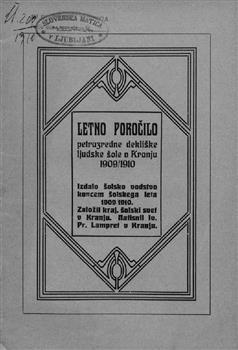 SLOVENSKA MATICA
V LJUBLJANI
LETNO POROČILO
petrazredne dekliške
ljudske šole v Kranju
1909/1910
Izdalo šolsko vodstvo
koncem šolskega leta
1909/1910.
Založil kraj. šolski svet
v Kranju. Natisnil Iv.
Pr. Lampret v Kranju.